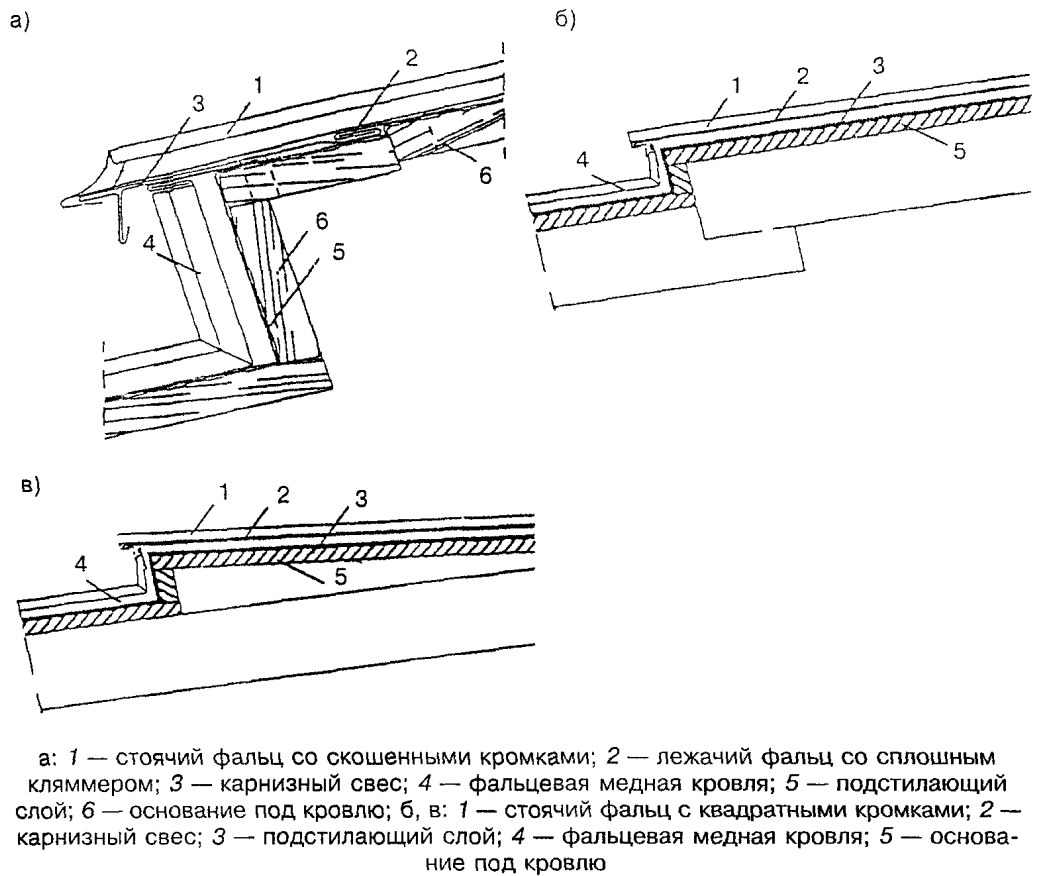 а)
2
3
1
6
4
6
5
б)
1
2
3
4
5
в)
1
2
3
4
5
а: 1 — стоячий фальц со скошенными кромками; 2 — лежачий фальц со сплошным
кляммером; 3 — карнизный свес; 4 — фальцевая медная кровля; 5 — подстилающий
слой; 6 — основание под кровлю; б, в: 1 — стоячий фальц с квадратными кромками; 2 —
карнизный свес; 3 — подстилающий слой; 4 — фальцевая медная кровля; 5 — основа-
ние под кровлю